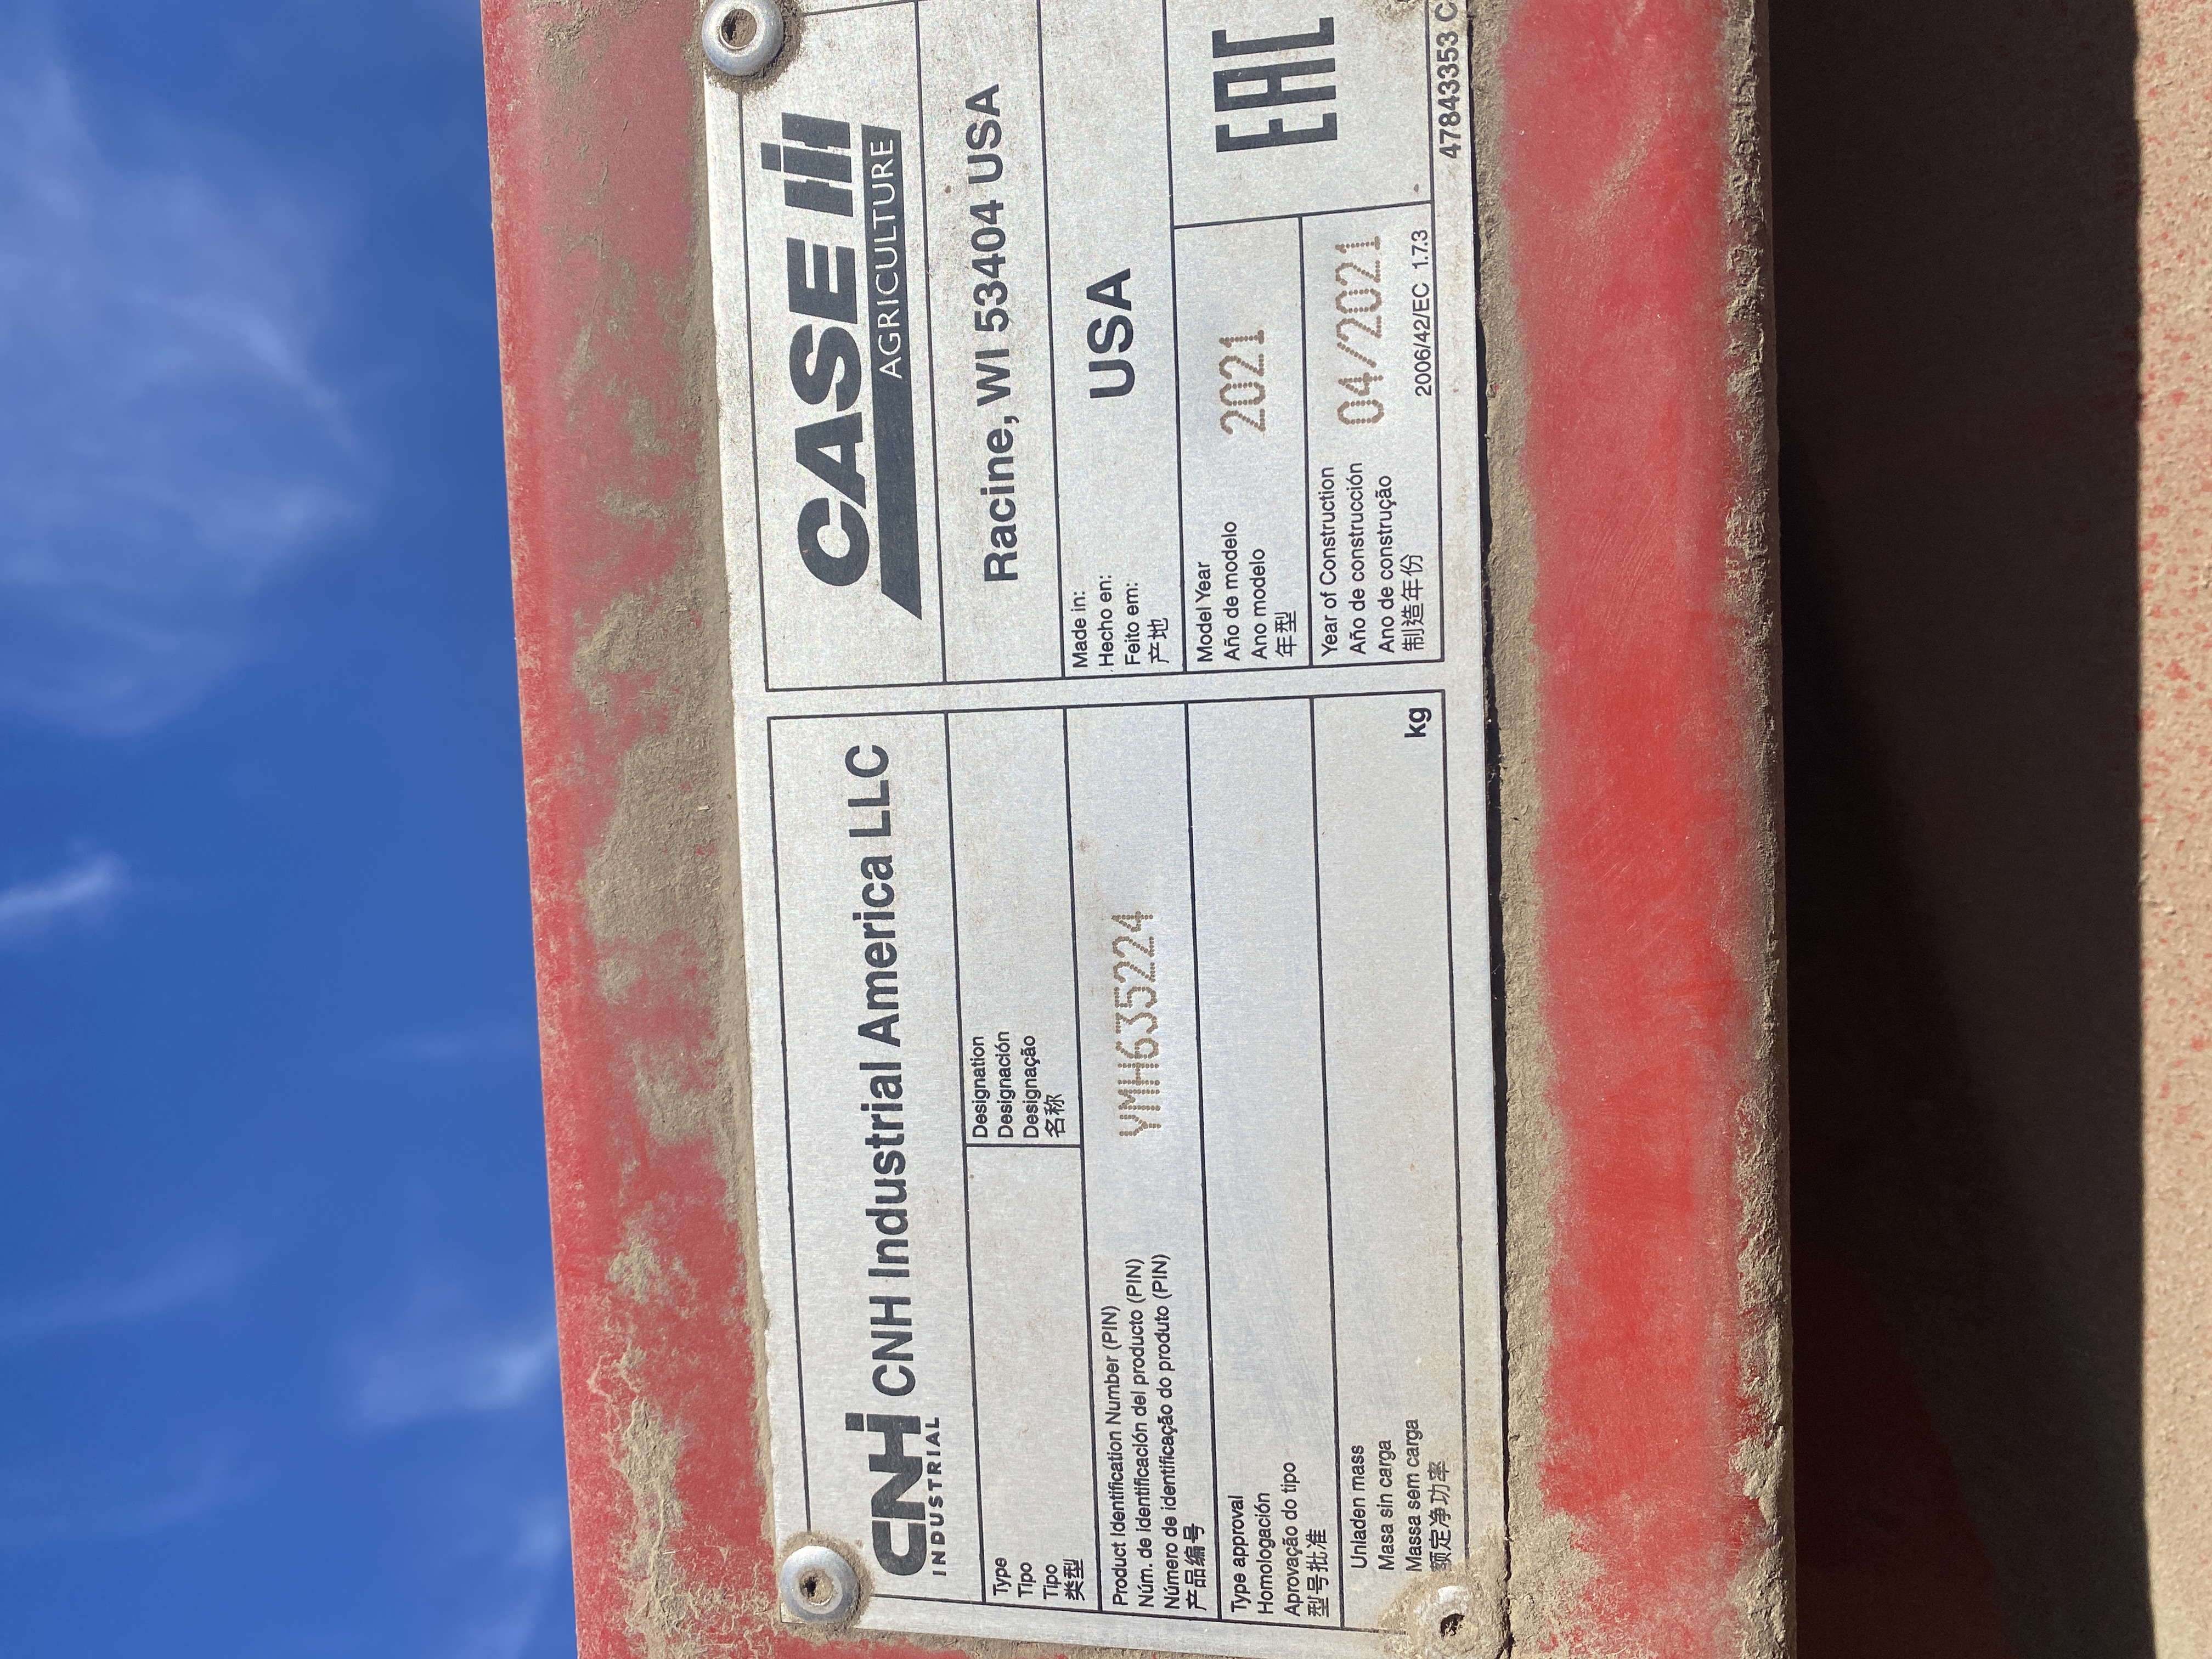 CNH INDUSTRIAL CNH Industrial America LLC
Type
Tipo
Tipo
类型
Designation
Designación
Designação
名称
Product Identification Number (PIN)
Núm. de identificación del producto (PIN)
Número de identificação do produto (PIN)
产品编号
YMH635224
Type approval
Homologación
Aprovação do tipo
型号批准
Unladen mass
Masa sin carga
Massa sem carga
额定净功率
kg
CASE IH
AGRICULTURE
Racine, WI 53404 USA
Made in:
Hecho en:
Feito em:
产地
USA
Model Year
Año de modelo
Ano modelo
年型
2021
Year of Construction
Año de construcción
Ano de construção
制造年份
04/2021
2006/42/EC 1.7.3
EAC
47843353 C